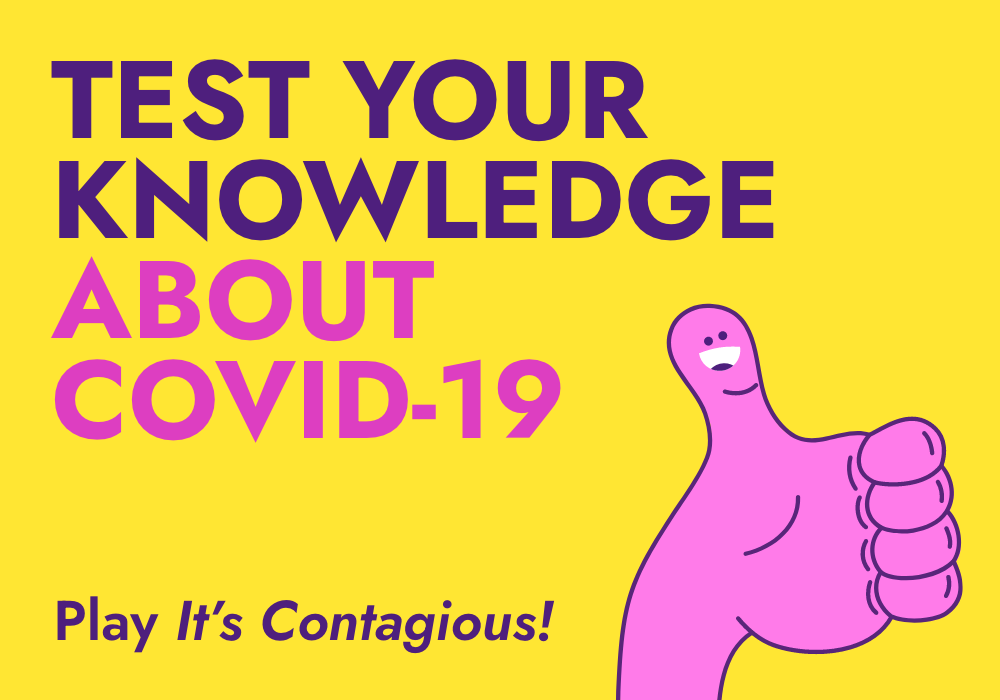 TEST YOUR
KNOWLEDGE
ABOUT
COVID-19
Play It’s Contagious!